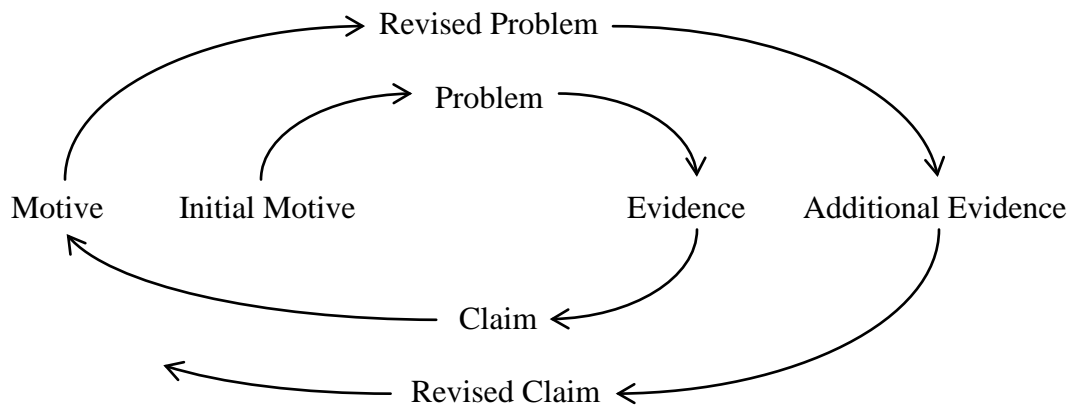 Revised Problem
Problem
Motive
Initial Motive
Evidence
Additional Evidence
Claim
Revised Claim